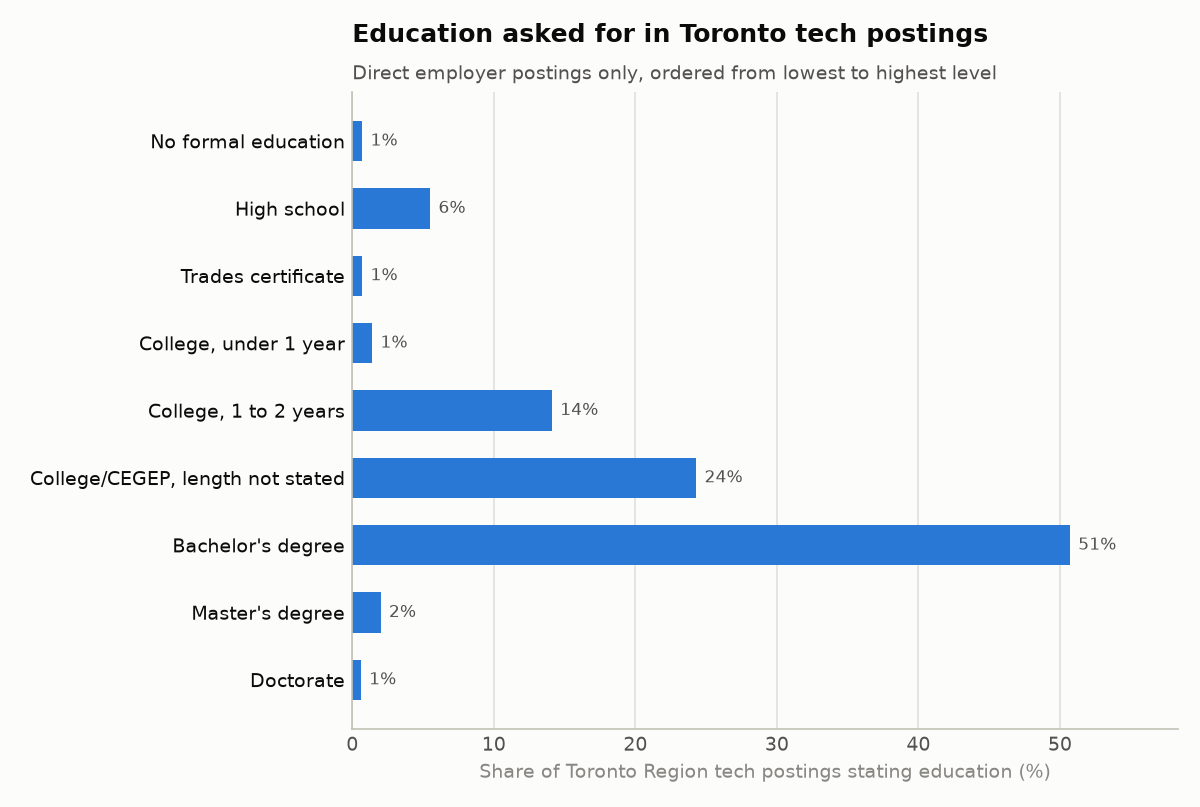 Education asked for in Toronto tech postings
Direct employer postings only, ordered from lowest to highest level
No formal education 1%
High school 6%
Trades certificate 1%
College, under 1 year 1%
College, 1 to 2 years 14%
College/CEGEP, length not stated 24%
Bachelor's degree 51%
Master's degree 2%
Doctorate 1%
0 10 20 30 40 50
Share of Toronto Region tech postings stating education (%)